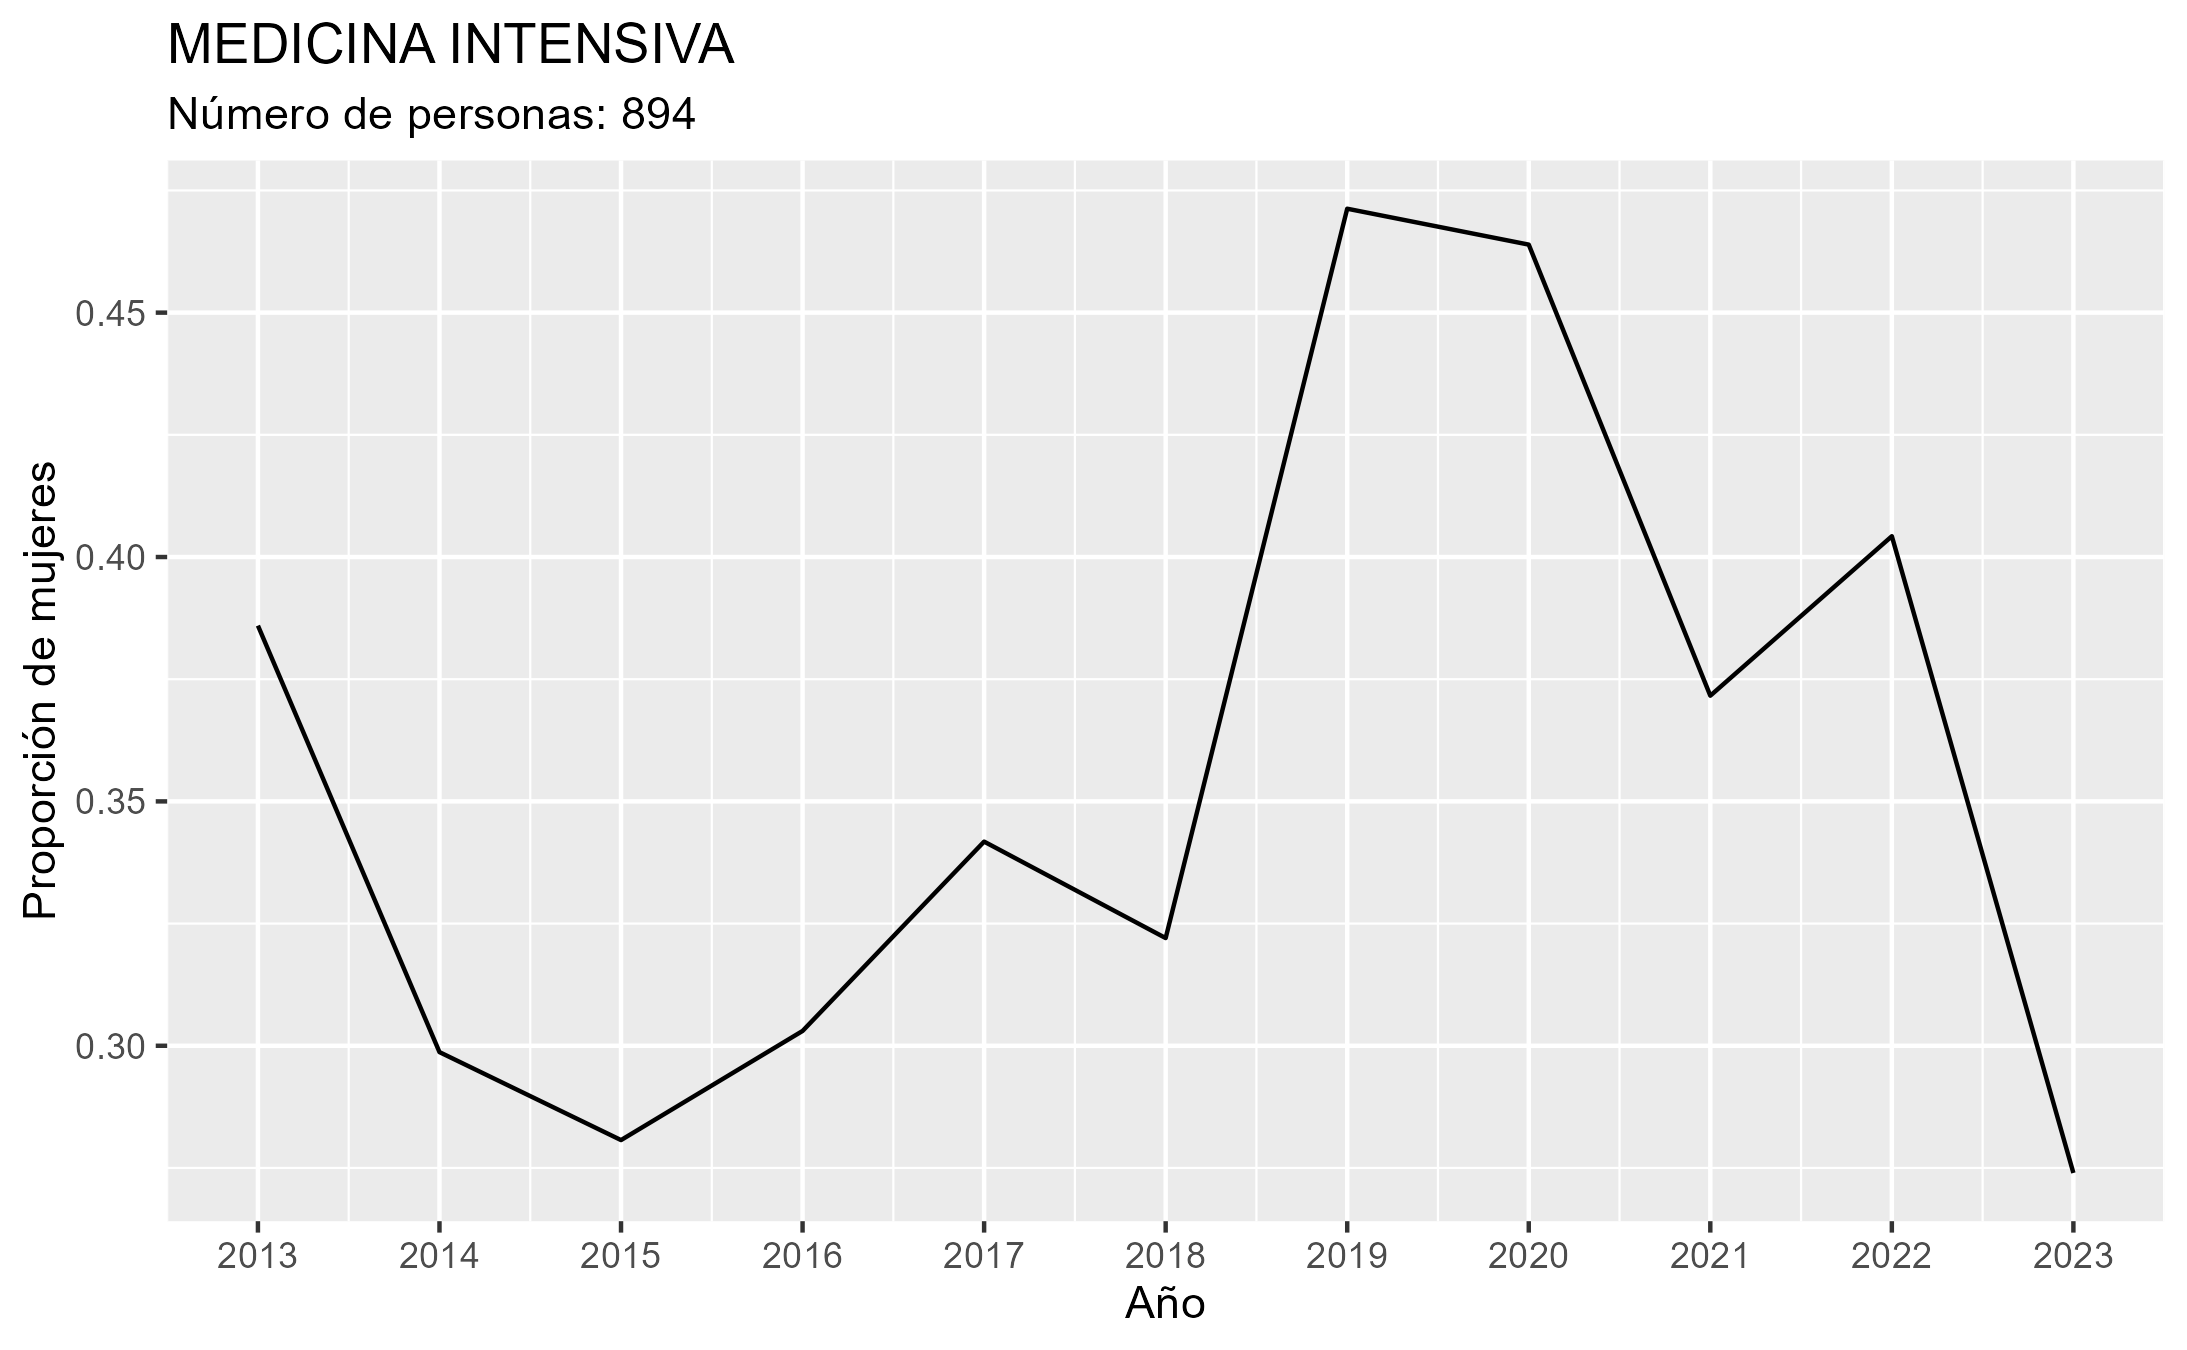 MEDICINA INTENSIVA
Número de personas: 894
Proporción de mujeres
0.45
0.40
0.35
0.30
2013 2014 2015 2016 2017 2018 2019 2020 2021 2022 2023
Año